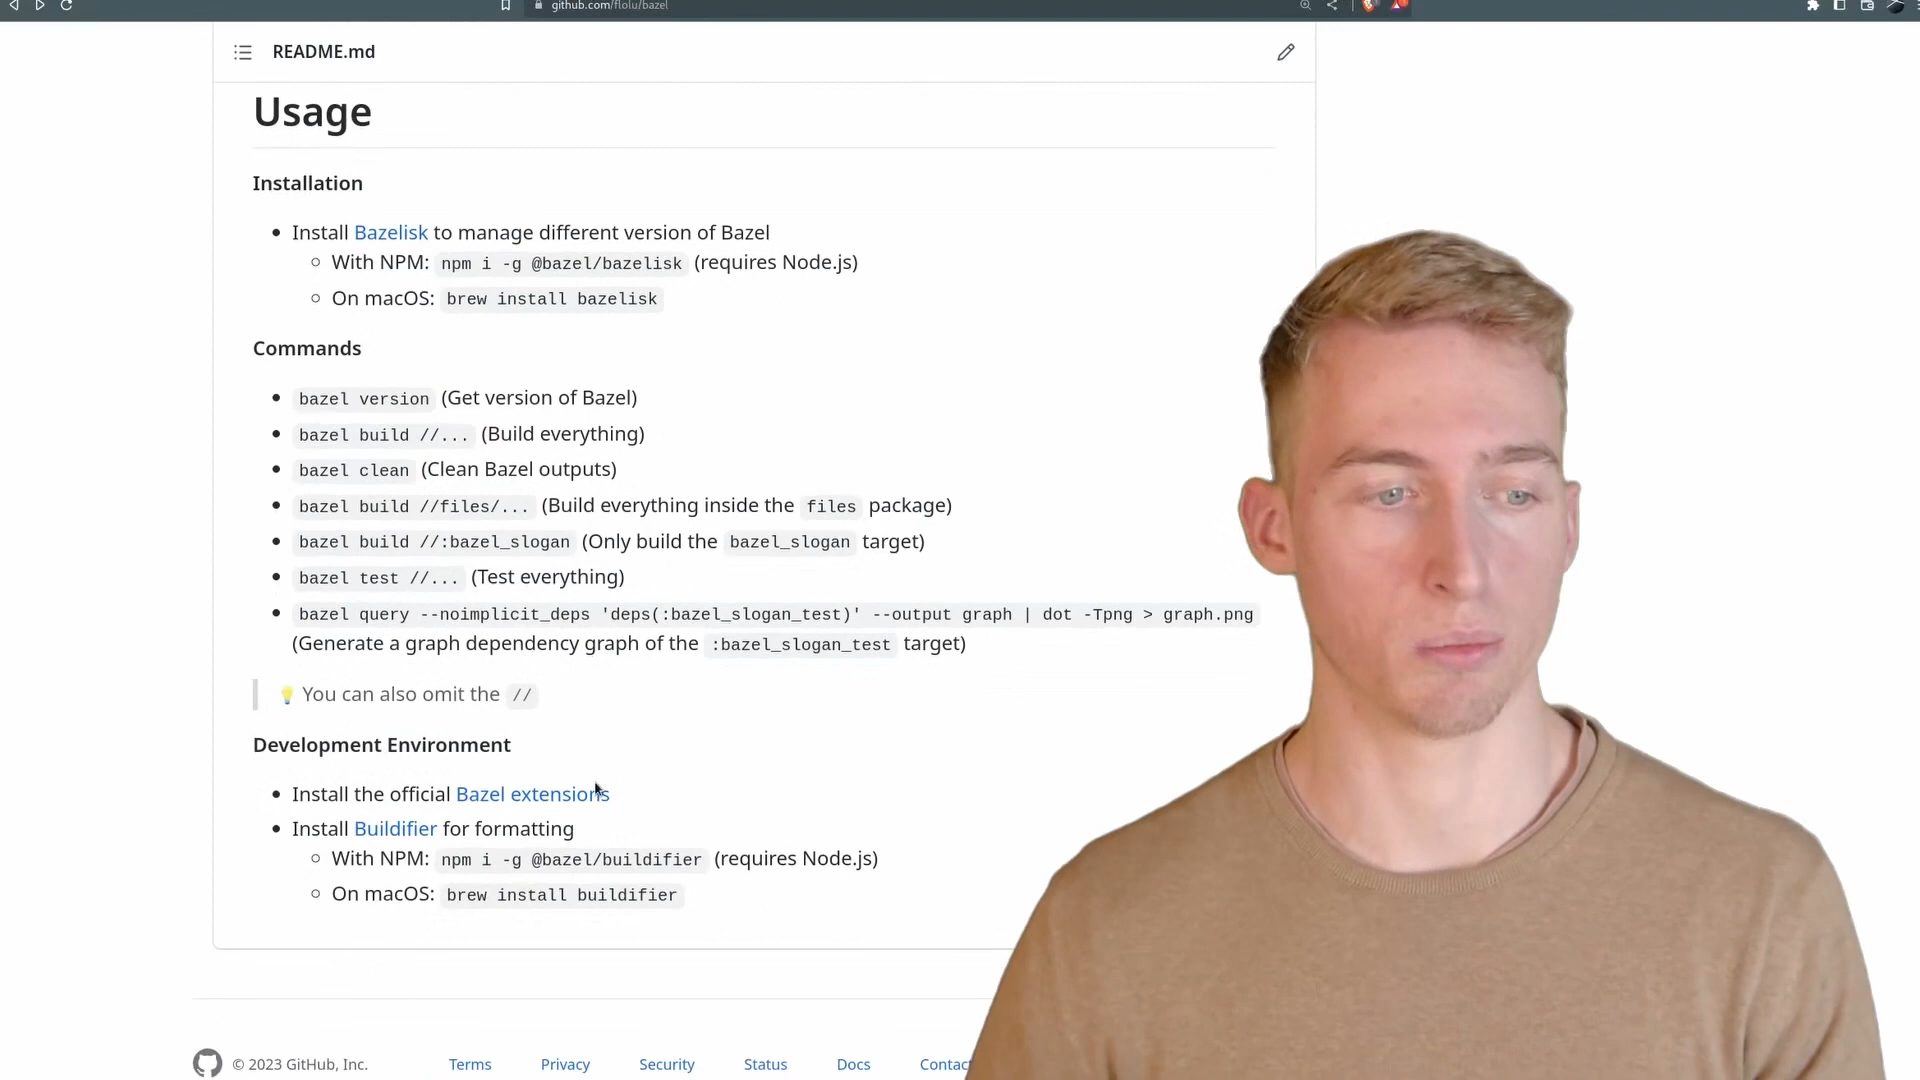 github.com/flolu/bazel
README.md
Usage
Installation
Install Bazelisk to manage different version of Bazel
With NPM: npm i -g @bazel/bazelisk (requires Node.js)
On macOS: brew install bazelisk
Commands
bazel version (Get version of Bazel)
bazel build //... (Build everything)
bazel clean (Clean Bazel outputs)
bazel build //files/... (Build everything inside the files package)
bazel build //:bazel_slogan (Only build the bazel_slogan target)
bazel test //... (Test everything)
bazel query --noimplicit_deps 'deps(:bazel_slogan_test)' --output graph | dot -Tpng > graph.png
(Generate a graph dependency graph of the :bazel_slogan_test target)
💡 You can also omit the //
Development Environment
Install the official Bazel extensions
Install Buildifier for formatting
With NPM: npm i -g @bazel/buildifier (requires Node.js)
On macOS: brew install buildifier
© 2023 GitHub, Inc. Terms Privacy Security Status Docs Contac